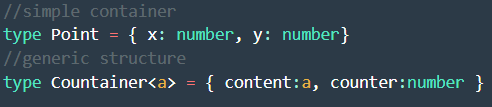 //simple container
type Point = { x: number, y: number}
//generic structure
type Countainer<a> = { content:a, counter:number }